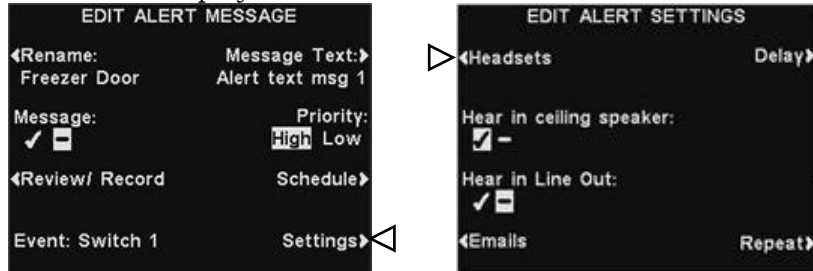 EDIT ALERT MESSAGE
Rename: Message Text:
Freezer Door Alert text msg 1
Message: Priority:
High Low
Review/ Record Schedule
Event: Switch 1 Settings
EDIT ALERT SETTINGS
Headsets Delay
Hear in ceiling speaker:
Hear in Line Out:
Emails Repeat